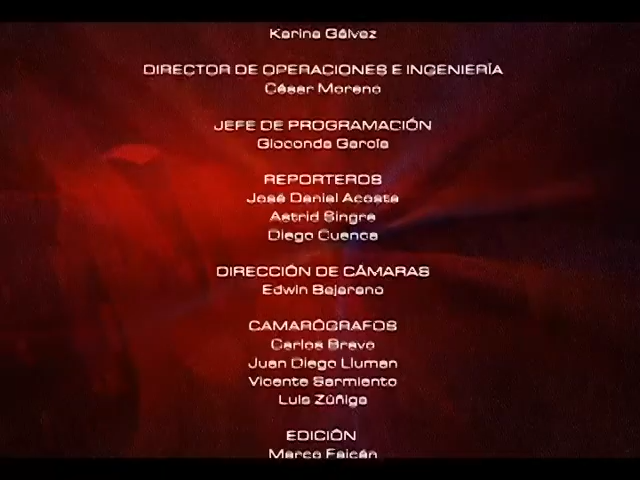 Karina Gálvez
DIRECTOR DE OPERACIONES E INGENIERÍA
César Moreno
JEFE DE PROGRAMACIÓN
Gioconda García
REPORTEROS
José Daniel Acosta
Astrid Singre
Diego Cuenca
DIRECCIÓN DE CÁMARAS
Edwin Bejarano
CAMARÓGRAFOS
Carlos Bravo
Juan Diego Lluman
Vicente Sarmiento
Luis Zúñiga
EDICIÓN
Marco Faicán